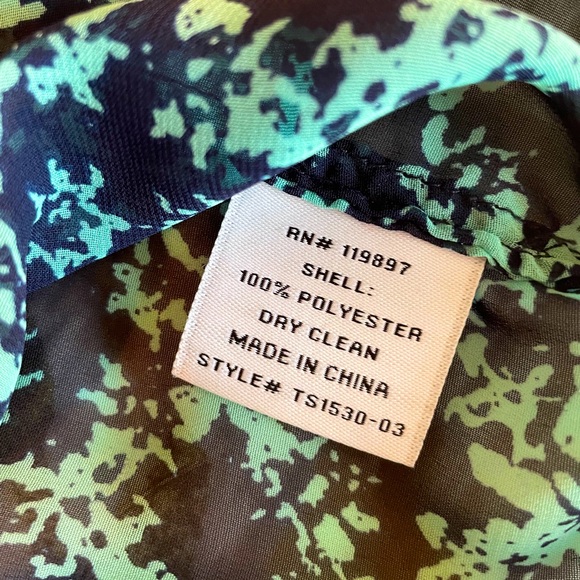 RN# 119897
SHELL:
100% POLYESTER
DRY CLEAN
MADE IN CHINA
STYLE# TS1530-03